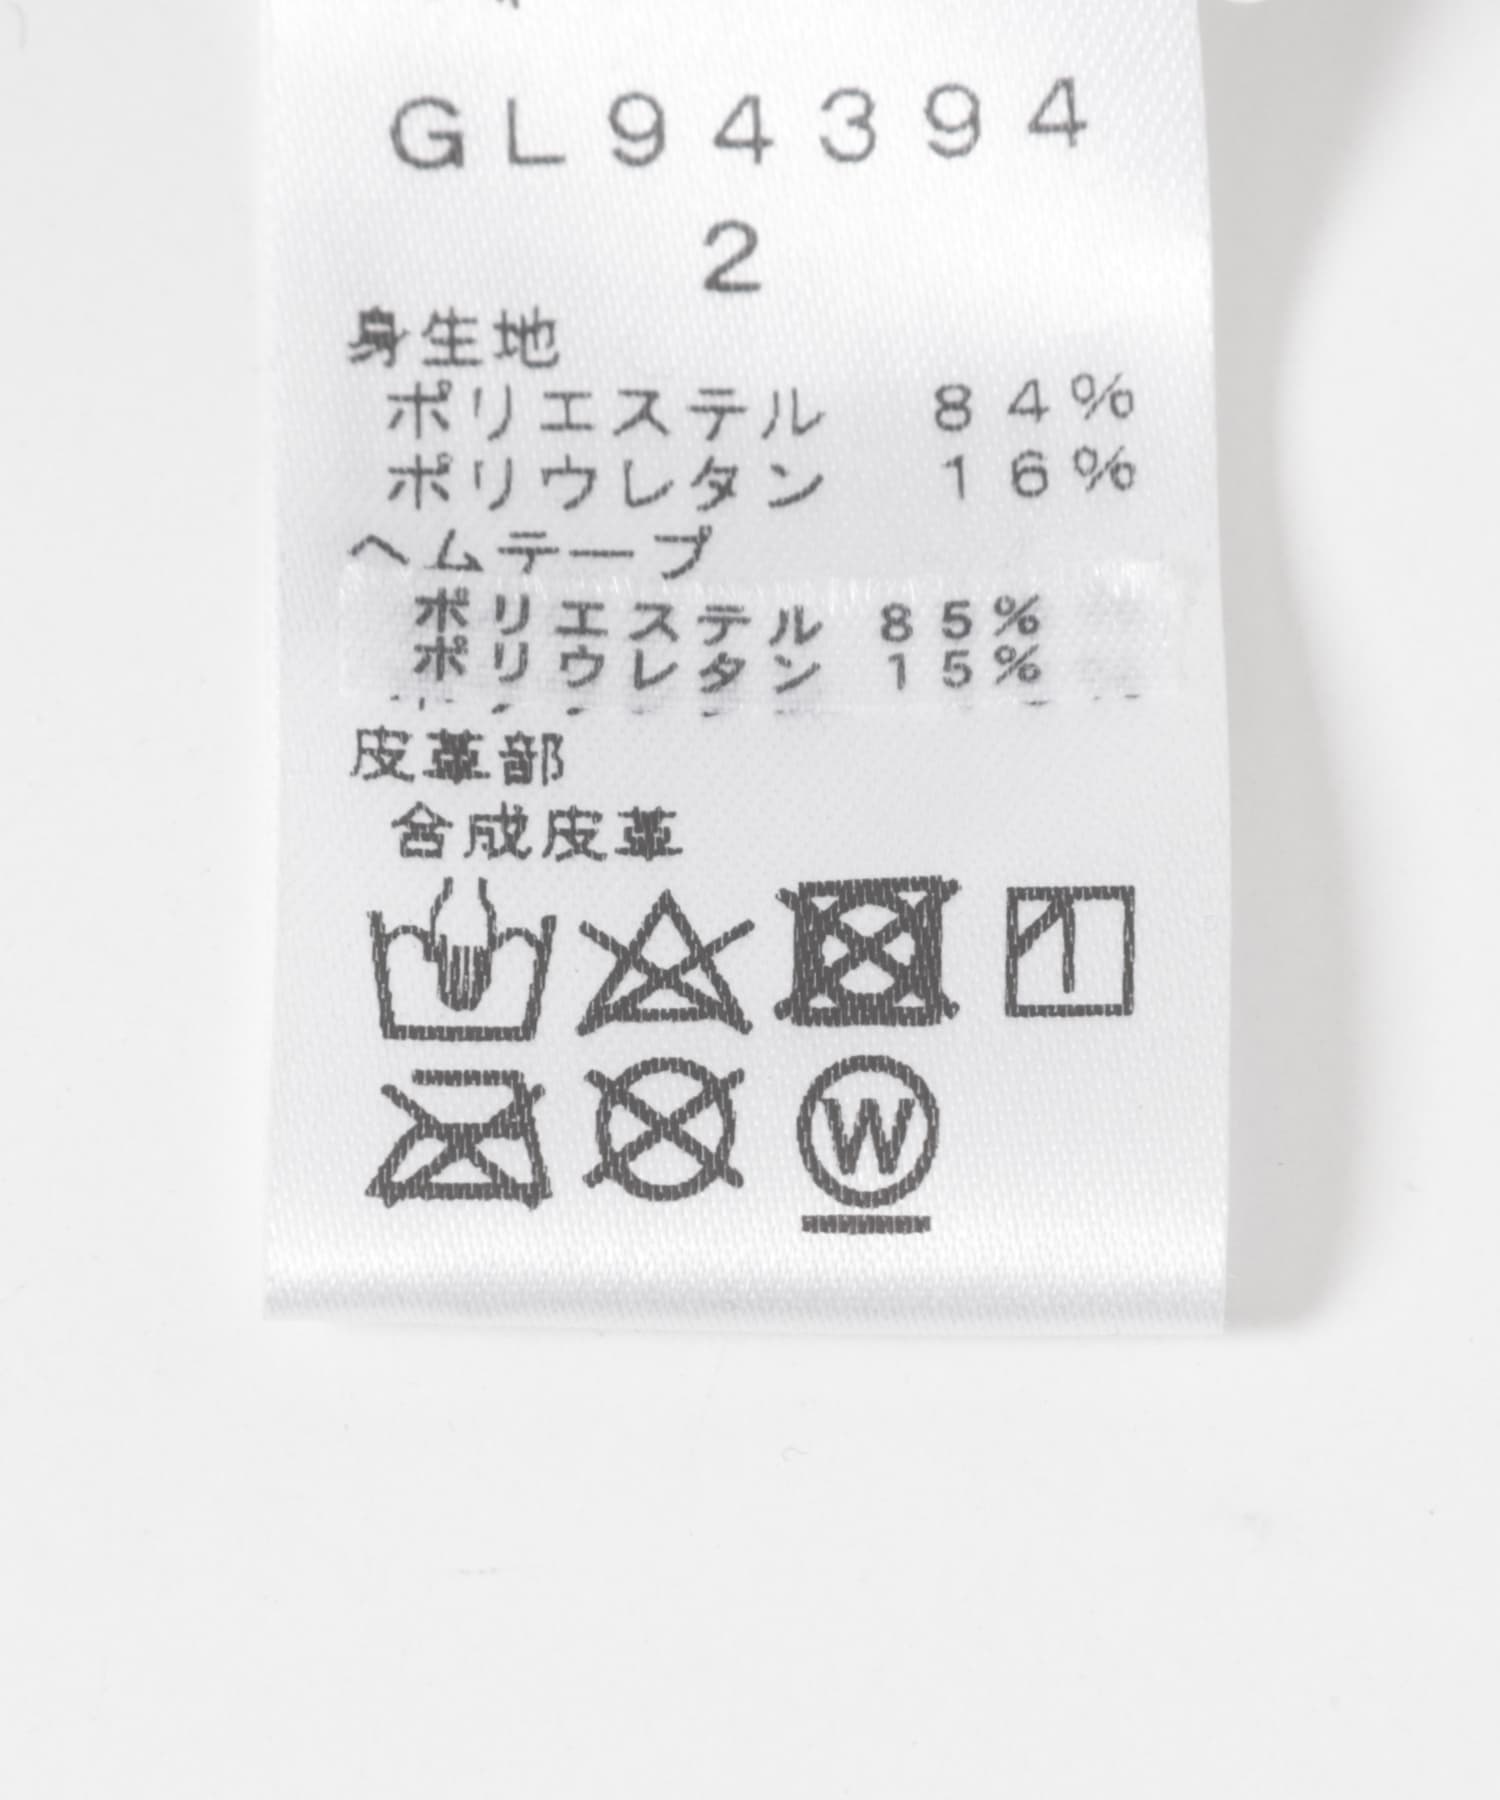 GL94394
2
身生地
ポリエステル 84%
ポリウレタン 16%
ヘムテープ
ポリエステル 85%
ポリウレタン 15%
皮革部
合成皮革
W